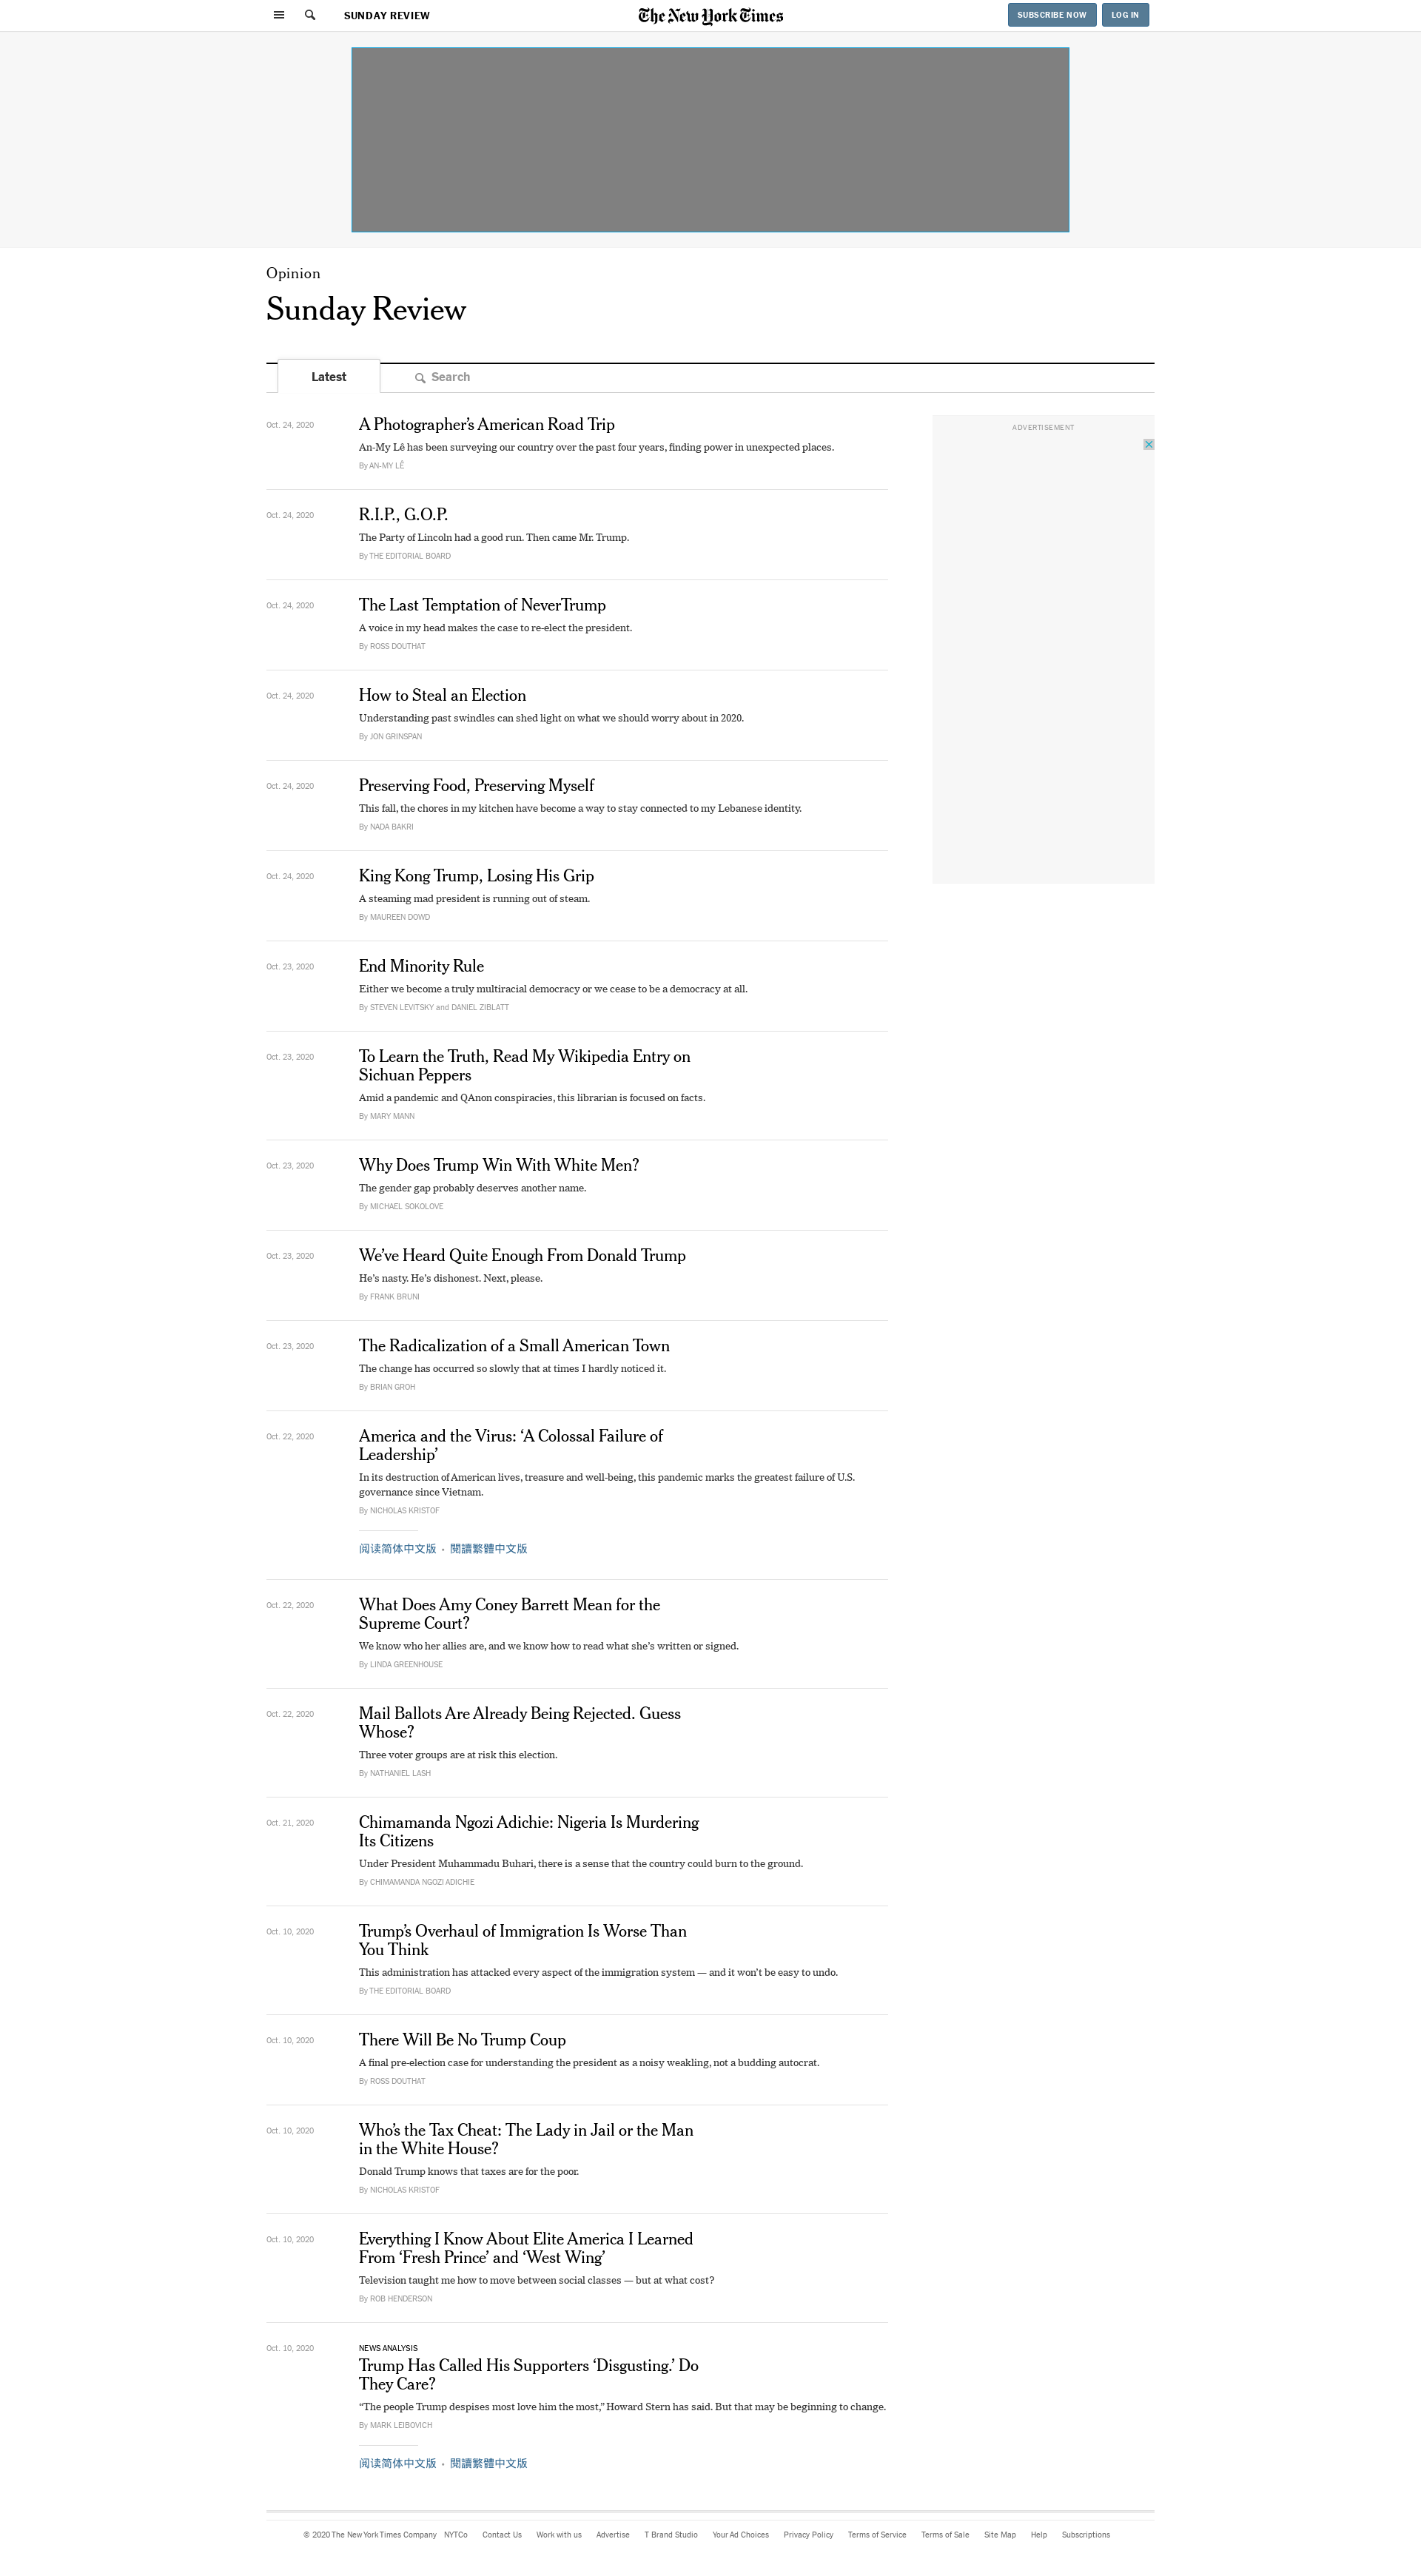 SUNDAY REVIEW
The New York Times
SUBSCRIBE NOW
LOG IN
Opinion
Sunday Review
Latest
Search
ADVERTISEMENT
Oct. 24, 2020
A Photographer’s American Road Trip
An-My Lê has been surveying our country over the past four years, finding power in unexpected places.
By AN-MY LÊ
Oct. 24, 2020
R.I.P., G.O.P.
The Party of Lincoln had a good run. Then came Mr. Trump.
By THE EDITORIAL BOARD
Oct. 24, 2020
The Last Temptation of NeverTrump
A voice in my head makes the case to re-elect the president.
By ROSS DOUTHAT
Oct. 24, 2020
How to Steal an Election
Understanding past swindles can shed light on what we should worry about in 2020.
By JON GRINSPAN
Oct. 24, 2020
Preserving Food, Preserving Myself
This fall, the chores in my kitchen have become a way to stay connected to my Lebanese identity.
By NADA BAKRI
Oct. 24, 2020
King Kong Trump, Losing His Grip
A steaming mad president is running out of steam.
By MAUREEN DOWD
Oct. 23, 2020
End Minority Rule
Either we become a truly multiracial democracy or we cease to be a democracy at all.
By STEVEN LEVITSKY and DANIEL ZIBLATT
Oct. 23, 2020
To Learn the Truth, Read My Wikipedia Entry on
Sichuan Peppers
Amid a pandemic and QAnon conspiracies, this librarian is focused on facts.
By MARY MANN
Oct. 23, 2020
Why Does Trump Win With White Men?
The gender gap probably deserves another name.
By MICHAEL SOKOLOVE
Oct. 23, 2020
We’ve Heard Quite Enough From Donald Trump
He’s nasty. He’s dishonest. Next, please.
By FRANK BRUNI
Oct. 23, 2020
The Radicalization of a Small American Town
The change has occurred so slowly that at times I hardly noticed it.
By BRIAN GROH
Oct. 22, 2020
America and the Virus: ‘A Colossal Failure of
Leadership’
In its destruction of American lives, treasure and well-being, this pandemic marks the greatest failure of U.S.
governance since Vietnam.
By NICHOLAS KRISTOF
阅读简体中文版 • 閱讀繁體中文版
Oct. 22, 2020
What Does Amy Coney Barrett Mean for the
Supreme Court?
We know who her allies are, and we know how to read what she’s written or signed.
By LINDA GREENHOUSE
Oct. 22, 2020
Mail Ballots Are Already Being Rejected. Guess
Whose?
Three voter groups are at risk this election.
By NATHANIEL LASH
Oct. 21, 2020
Chimamanda Ngozi Adichie: Nigeria Is Murdering
Its Citizens
Under President Muhammadu Buhari, there is a sense that the country could burn to the ground.
By CHIMAMANDA NGOZI ADICHIE
Oct. 10, 2020
Trump’s Overhaul of Immigration Is Worse Than
You Think
This administration has attacked every aspect of the immigration system — and it won’t be easy to undo.
By THE EDITORIAL BOARD
Oct. 10, 2020
There Will Be No Trump Coup
A final pre-election case for understanding the president as a noisy weakling, not a budding autocrat.
By ROSS DOUTHAT
Oct. 10, 2020
Who’s the Tax Cheat: The Lady in Jail or the Man
in the White House?
Donald Trump knows that taxes are for the poor.
By NICHOLAS KRISTOF
Oct. 10, 2020
Everything I Know About Elite America I Learned
From ‘Fresh Prince’ and ‘West Wing’
Television taught me how to move between social classes — but at what cost?
By ROB HENDERSON
Oct. 10, 2020
NEWS ANALYSIS
Trump Has Called His Supporters ‘Disgusting.’ Do
They Care?
“The people Trump despises most love him the most,” Howard Stern has said. But that may be beginning to change.
By MARK LEIBOVICH
阅读简体中文版 • 閱讀繁體中文版
© 2020 The New York Times Company NYTCo Contact Us Work with us Advertise T Brand Studio Your Ad Choices Privacy Policy Terms of Service Terms of Sale Site Map Help Subscriptions